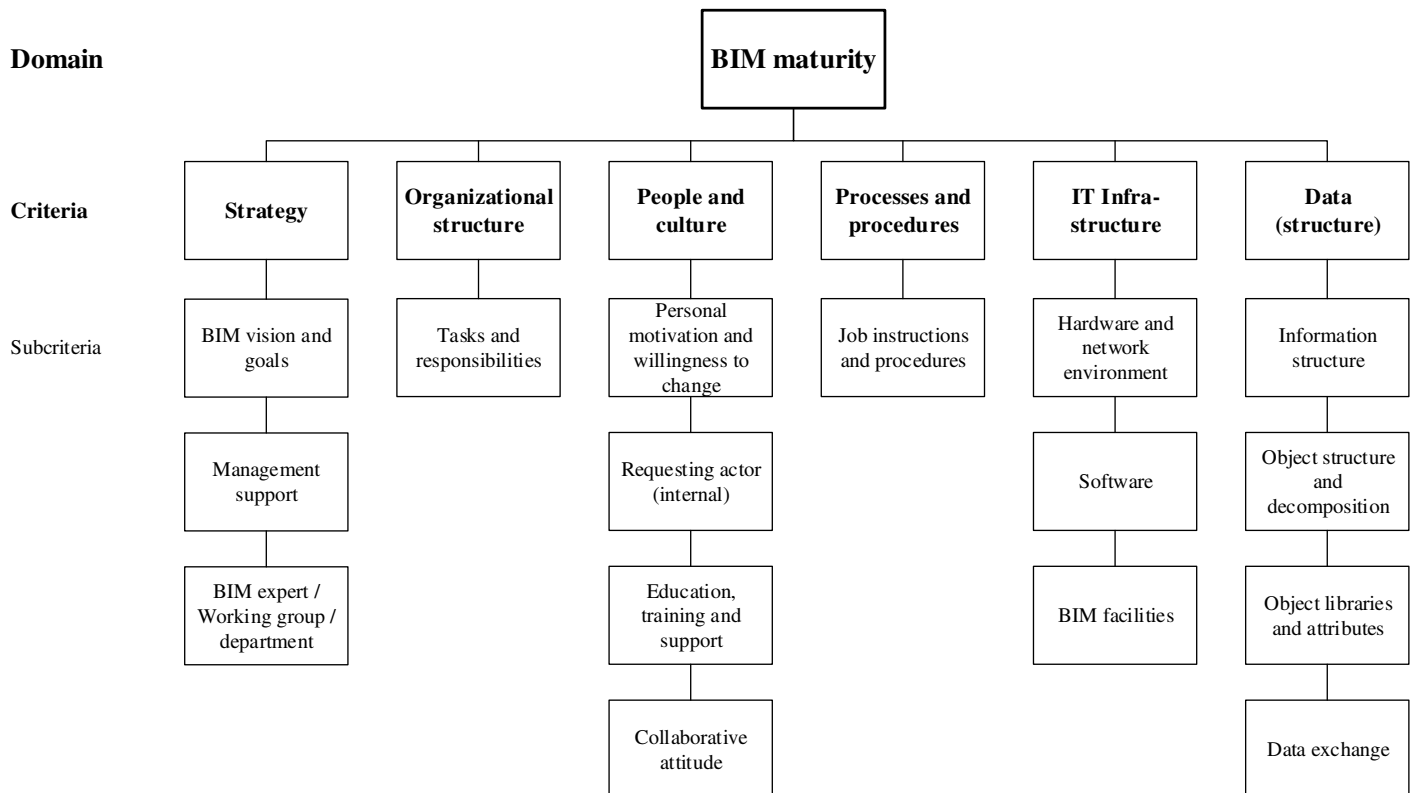 Domain
BIM maturity
Criteria
Strategy
Organizational
structure
People and
culture
Processes and
procedures
IT Infra-
structure
Data
(structure)
Subcriteria
BIM vision and
goals
Tasks and
responsibilities
Personal
motivation and
willingness to
change
Job instructions
and procedures
Hardware and
network
environment
Information
structure
Management
support
Requesting actor
(internal)
Software
Object structure
and
decomposition
BIM expert /
Working group /
department
Education,
training and
support
BIM facilities
Object libraries
and attributes
Collaborative
attitude
Data exchange